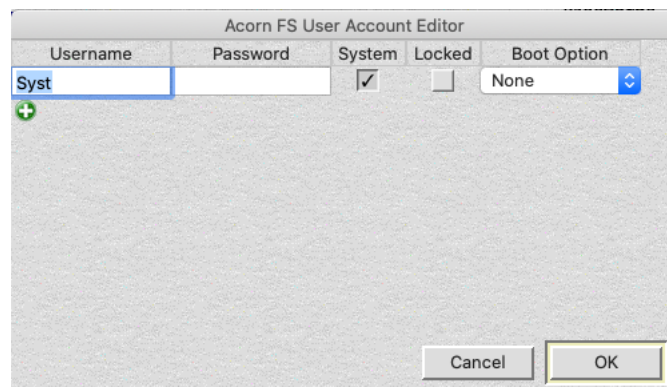 Acorn FS User Account Editor
Username Password System Locked Boot Option
Syst None
Cancel OK